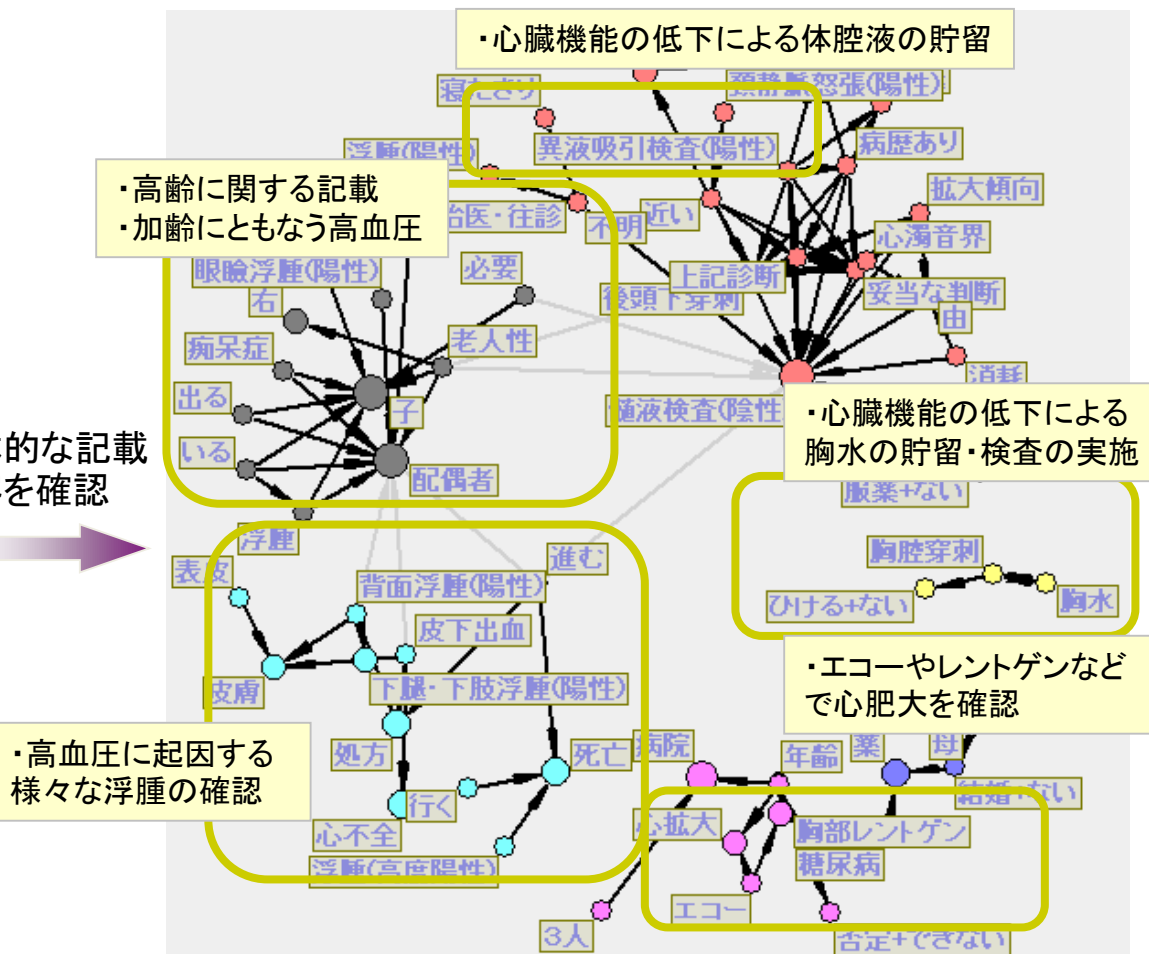 ・心臓機能の低下による体腔液の貯留
寝たきり
頚静脈怒張(陽性)
異液吸引検査(陽性)
病歴あり
浮腫(陽性)
・高齢に関する記載
・加齢にともなう高血圧
拡大傾向
治医・往診
不明
近い
心濁音界
眼瞼浮腫(陽性)
必要
上記診断
妥当な判断
右
後頭下穿刺
由
痴呆症
老人性
消耗
出る
子
髄液検査(陰性
・心臓機能の低下による
胸水の貯留・検査の実施
的な記載
を確認
いる
配偶者
服薬+ない
浮腫
胸腔穿刺
表皮
背面浮腫(陽性)
進む
ひける+ない
胸水
皮下出血
皮膚
下腿・下肢浮腫(陽性)
・エコーやレントゲンなど
で心肥大を確認
・高血圧に起因する
様々な浮腫の確認
処方
死亡
病院
年齢
薬
母
結婚+ない
行く
心不全
心拡大
胸部レントゲン
浮腫(高度陽性)
糖尿病
エコー
3人
否定+できない